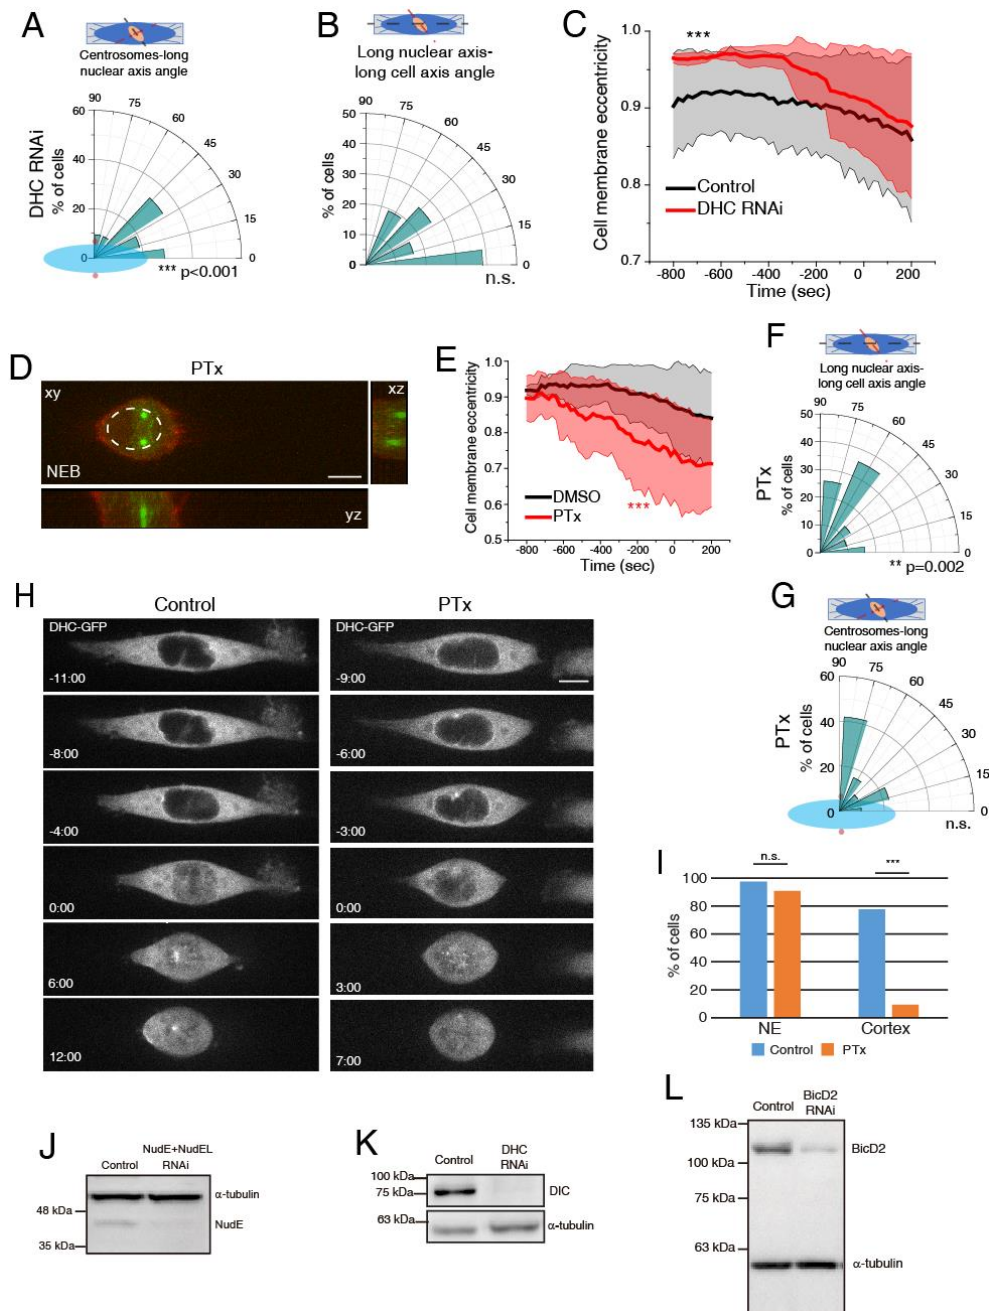 A
Centrosomes-long
nuclear axis angle
DHC RNAi
% of cells
60
40
20
0
90
75
60
45
30
15
0
*** p<0.001
B
Long nuclear axis-
long cell axis angle
% of cells
50
40
30
20
10
0
90
75
60
45
30
15
0
n.s.
C
***
Cell membrane eccentricity
1.0
0.9
0.8
0.7
Control
DHC RNAi
-800
-600
-400
-200
0
200
Time (sec)
D
PTx
xy
xz
NEB
yz
E
Cell membrane eccentricity
1.0
0.9
0.8
0.7
0.6
0.5
DMSO
PTx
***
-800
-600
-400
-200
0
200
Time (sec)
F
Long nuclear axis-
long cell axis angle
PTx
% of cells
50
40
30
20
10
0
90
75
60
45
30
15
0
** p=0.002
G
Centrosomes-long
nuclear axis angle
PTx
% of cells
60
40
20
0
90
75
60
45
30
15
0
n.s.
H
Control
PTx
DHC-GFP
-11:00
-8:00
-4:00
0:00
6:00
12:00
DHC-GFP
-9:00
-6:00
-3:00
0:00
3:00
7:00
I
n.s.
***
% of cells
100
80
60
40
20
0
NE
Cortex
Control
PTx
J
Control
NudE+NudEL
RNAi
α-tubulin
48 kDa
NudE
35 kDa
K
Control
DHC
RNAi
100 kDa
75 kDa
DIC
63 kDa
α-tubulin
L
Control
BicD2
RNAi
135 kDa
BicD2
100 kDa
75 kDa
63 kDa
α-tubulin